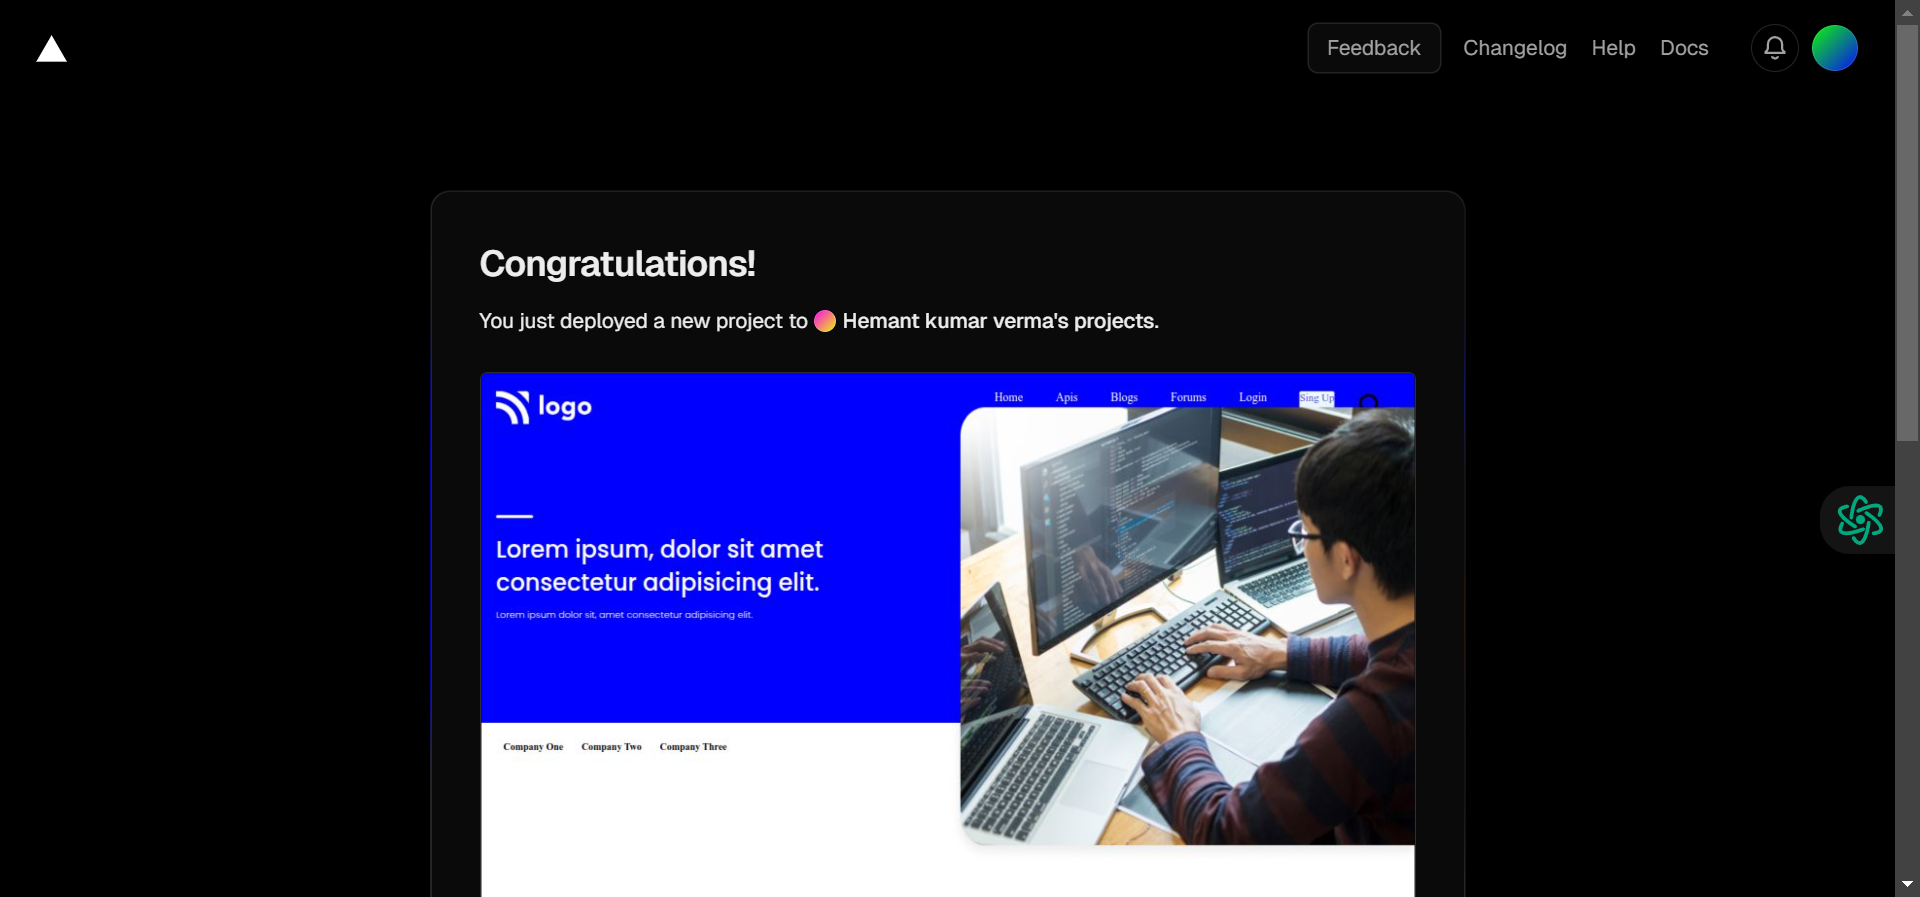 Feedback
Changelog
Help
Docs
Congratulations!
You just deployed a new project to Hemant kumar verma's projects.
logo
Home
Apis
Blogs
Forums
Login
Sing Up
Lorem ipsum, dolor sit amet
consectetur adipisicing elit.
Lorem ipsum dolor sit, amet consectetur adipisicing elit.
Company One
Company Two
Company Three